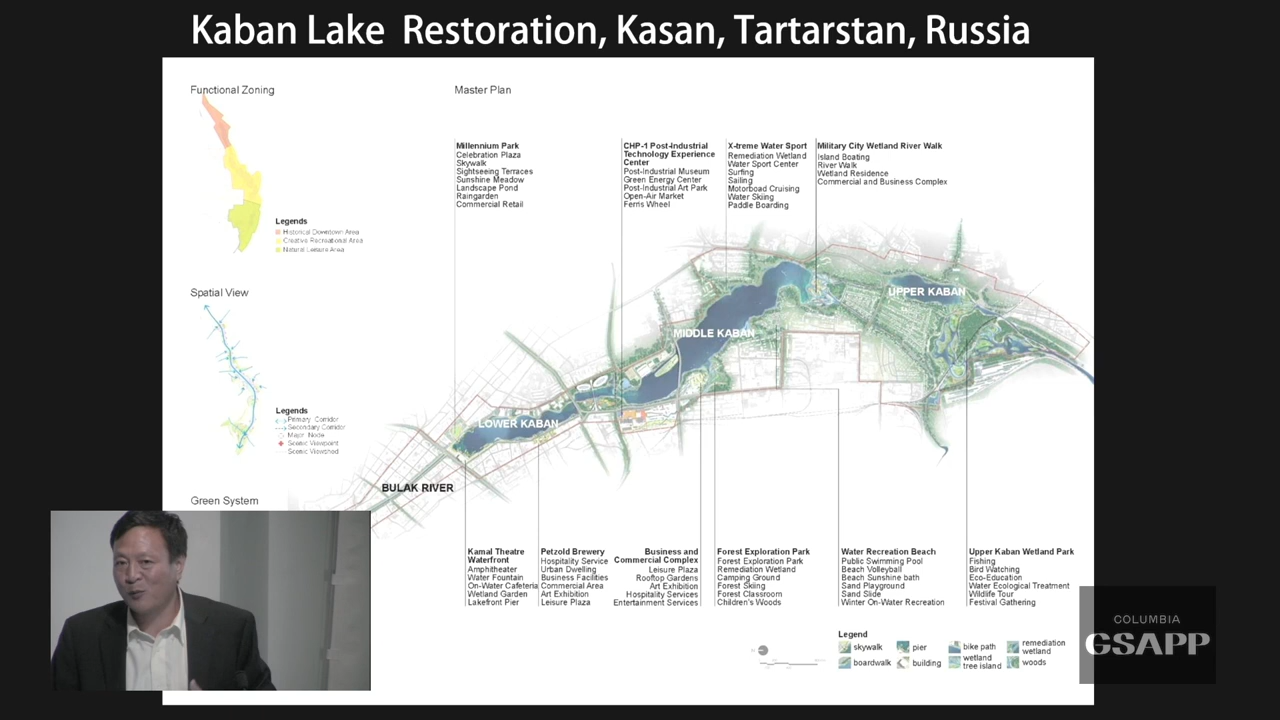 Kaban Lake Restoration, Kasan, Tartarstan, Russia
Functional Zoning
Legends
Historical Dowtdown Area
Creative Recreational Area
Natural Leisure Area
Spatial View
Legends
Primary Corridor
Secondary Corridor
Major Node
Scenic Viewpoint
Scenic Viewshed
Green System
Master Plan
Millennium Park
Celebration Plaza
Skywalk
Sightseeing Terraces
Sunshine Meadow
Landscape Pond
Raingarden
Commercial Retail
CHP-1 Post-industrial
Technology Experience
Center
Post-Industrial Museum
Green Energy Center
Post-Industrial Art Park
Open-Air Market
Ferris Wheel
X-treme Water Sport
Remediation Wetland
Water Sport Center
Surfing
Sailing
Motorboad Cruising
Water Skiing
Paddle Boarding
Military City Wetland River Walk
Island Boating
River Walk
Wetland Residence
Commercial and Business Complex
UPPER KABAN
MIDDLE KABAN
LOWER KABAN
BULAK RIVER
Kamal Theatre
Waterfront
Amphitheater
Water Fountain
On-Water Cafeteria
Wetland Garden
Lakefront Pier
Petzold Brewery
Hospitality Service
Urban Dwelling
Business Facilities
Commercial Area
Art Exhibition
Leisure Plaza
Business and
Commercial Complex
Leisure Plaza
Rooftop Gardens
Art Exhibition
Hospitality Services
Entertainment Services
Forest Exploration Park
Forest Exploration Park
Remediation Wetland
Camping Ground
Forest Skiing
Forest Classroom
Children's Woods
Water Recreation Beach
Public Swimming Pool
Beach Volleyball
Beach Sunshine bath
Sand Playground
Sand Slide
Winter On-Water Recreation
Upper Kaban Wetland Park
Fishing
Bird Watching
Eco-Education
Water Ecological Treatment
Wildlife Tour
Festival Gathering
Legend
skywalk
pier
bike path
remediation
wetland
boardwalk
building
wetland
tree island
woods
COLUMBIA
GSAPP